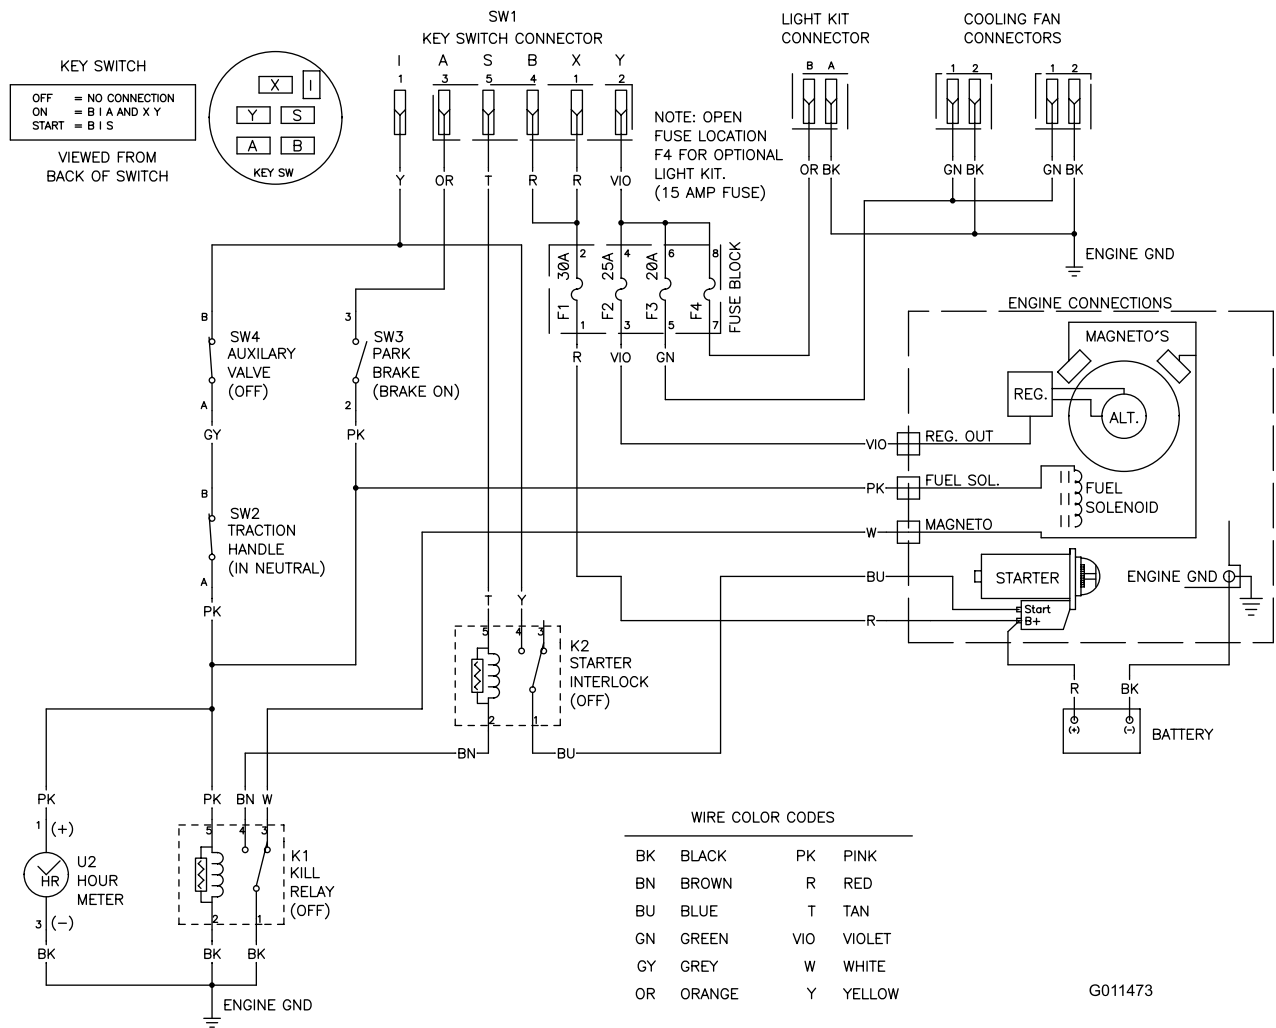 SW1
KEY SWITCH CONNECTOR
I A S B X Y
1 3 5 4 1 2
LIGHT KIT
CONNECTOR
B A
COOLING FAN
CONNECTORS
1 2
1 2
KEY SWITCH
OFF = NO CONNECTION
ON = B I A AND X Y
START = B I S
VIEWED FROM
BACK OF SWITCH
X I
Y S
A B
KEY SW
NOTE: OPEN
FUSE LOCATION
F4 FOR OPTIONAL
LIGHT KIT.
(15 AMP FUSE)
Y OR T R R VIO
OR BK
GN BK
GN BK
ENGINE GND
2 4 6 8
30A 25A 20A
F1 F2 F3 F4
FUSE BLOCK
1 3 5 7
R VIO GN
B
SW4
AUXILARY
VALVE
(OFF)
A
GY
3
SW3
PARK
BRAKE
(BRAKE ON)
2
PK
B
SW2
TRACTION
HANDLE
(IN NEUTRAL)
A
PK
ENGINE CONNECTIONS
MAGNETO'S
REG.
ALT.
VIO
REG. OUT
PK
FUEL SOL.
FUEL
SOLENOID
W
MAGNETO
BU
STARTER
ENGINE GND
Start
B+
R
T Y
5 4 3
K2
STARTER
INTERLOCK
(OFF)
2 1
BN
BU
R BK
(+) (-)
BATTERY
PK
1 (+)
HR
U2
HOUR
METER
3 (-)
BK
PK BN W
5 4 3
K1
KILL
RELAY
(OFF)
2 1
BK BK
ENGINE GND
WIRE COLOR CODES
BK BLACK PK PINK
BN BROWN R RED
BU BLUE T TAN
GN GREEN VIO VIOLET
GY GREY W WHITE
OR ORANGE Y YELLOW
G011473